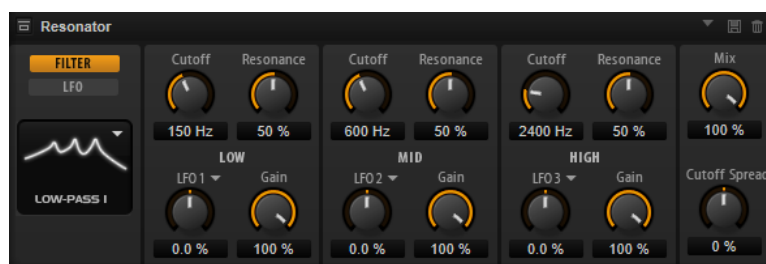 Resonator
FILTER
LFO
LOW-PASS I
Cutoff Resonance Cutoff Resonance Cutoff Resonance Mix
150 Hz 50 % 600 Hz 50 % 2400 Hz 50 % 100 %
LOW MID HIGH
LFO 1 Gain LFO 2 Gain LFO 3 Gain Cutoff Spread
0.0 % 100 % 0.0 % 100 % 0.0 % 100 % 0 %